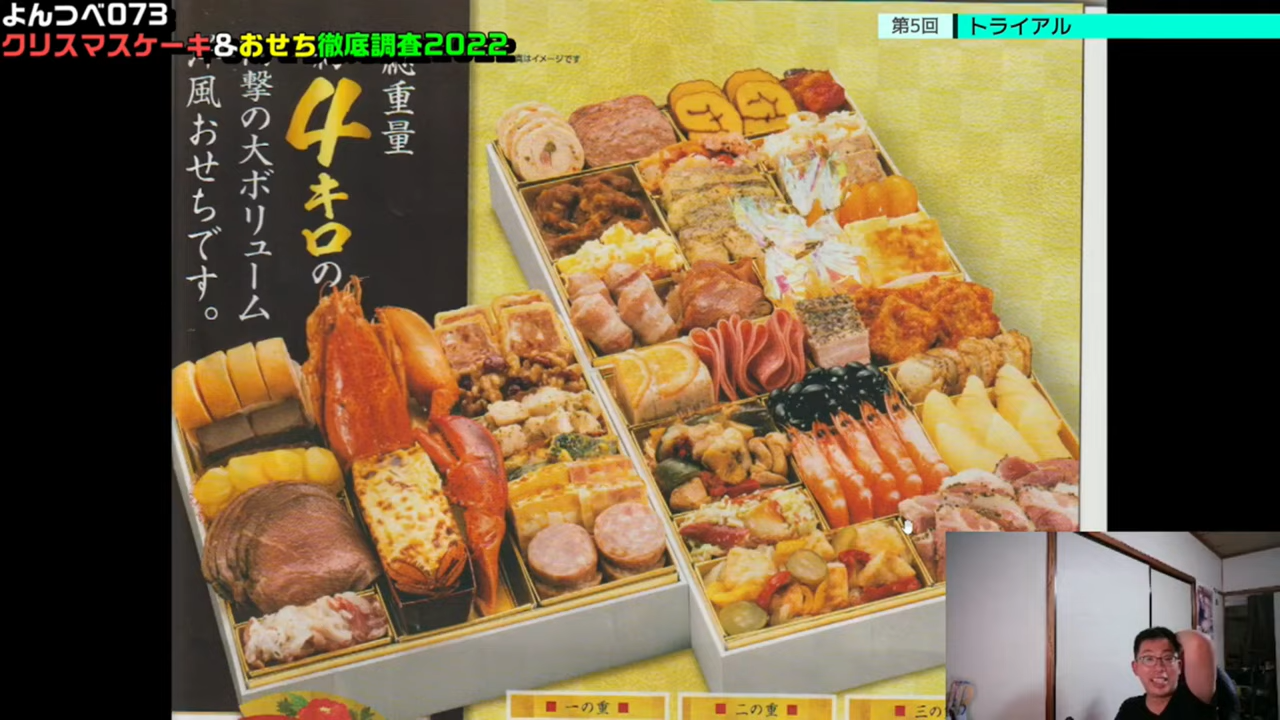 よんつべ073
クリスマスケーキ&おせち徹底調査2022
第5回 トライアル
真はイメージです
総重量
4キロの
撃の大ボリューム
洋風おせちです。
一の重
二の重
三の